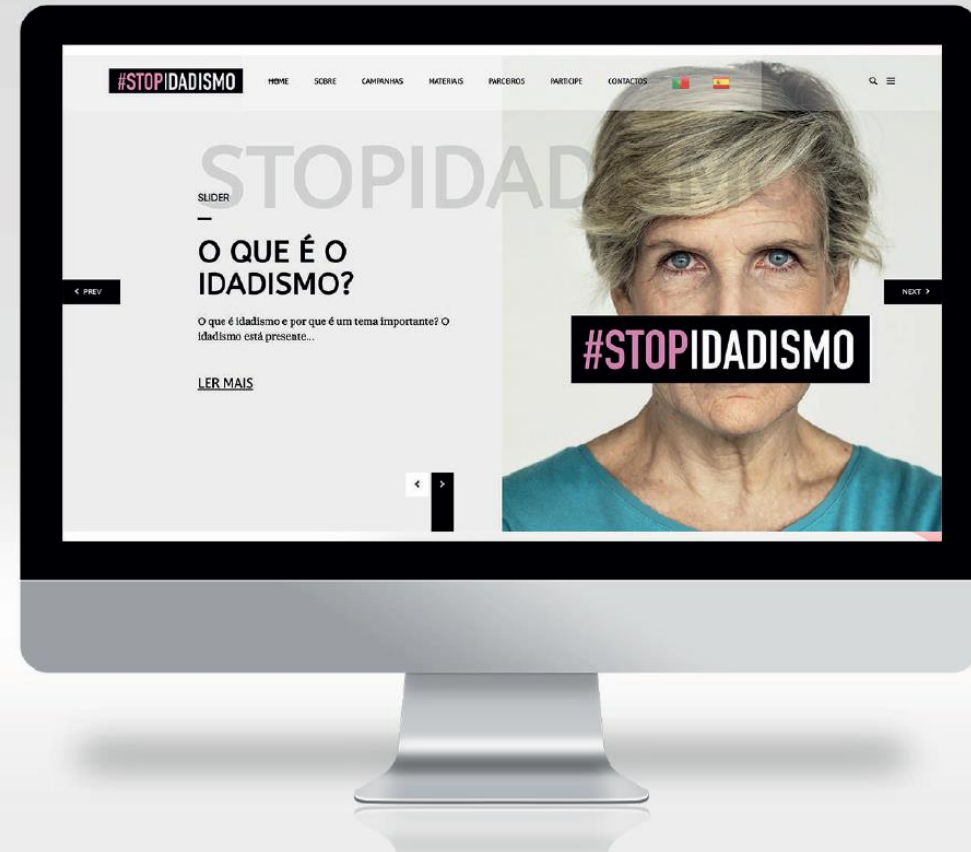 #STOPIDADISMO HOME SOBRE CAMPANHAS MATERIAIS PARCEIROS PARTICIPE CONTACTOS
STOPIDADISMO
SLIDER
O QUE É O
IDADISMO?
PREV
NEXT
O que é idadismo e por que é um tema importante? O
idadismo está presente...
#STOPIDADISMO
LER MAIS